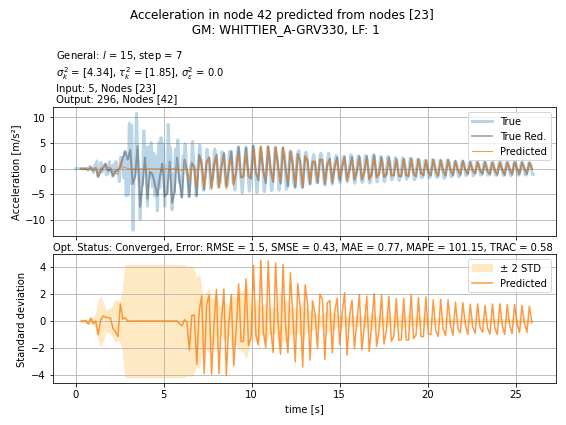 Acceleration in node 42 predicted from nodes [23]
GM: WHITTIER_A-GRV330, LF: 1
General: l = 15, step = 7
σ²ₖ = [4.34], τ²ₖ = [1.85], σ²ε = 0.0
Input: 5, Nodes [23]
Output: 296, Nodes [42]
Acceleration [m/s²]
10
5
0
−5
−10
True
True Red.
Predicted
Opt. Status: Converged, Error: RMSE = 1.5, SMSE = 0.43, MAE = 0.77, MAPE = 101.15, TRAC = 0.58
Standard deviation
4
2
0
−2
−4
± 2 STD
Predicted
0 5 10 15 20 25
time [s]